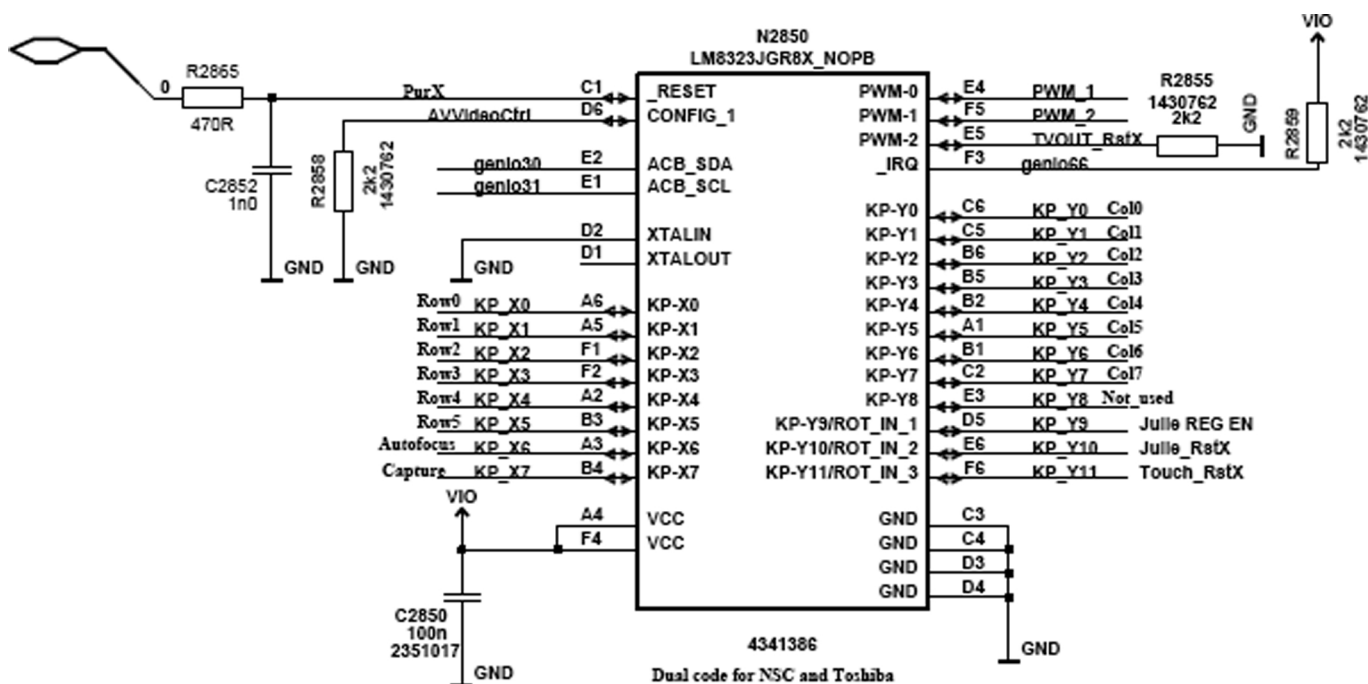 N2850
LM8323JGR8X_NOPB
VIO
R2865
0
470R
PurX
C1
_RESET
PWM-0
E4
PWM_1
R2855
1430762
2k2
GND
R2859
2k2
1430762
AVVideoCtrl
D6
CONFIG_1
PWM-1
F5
PWM_2
PWM-2
E5
TVOUT_RstX
C2852
1n0
R2858
2k2
1430762
genio30
E2
ACB_SDA
_IRQ
F3
genio66
genio31
E1
ACB_SCL
GND
GND
GND
D2
XTALIN
D1
XTALOUT
KP-Y0
C6
KP_Y0
Col0
KP-Y1
C5
KP_Y1
Col1
KP-Y2
B6
KP_Y2
Col2
KP-Y3
B5
KP_Y3
Col3
Row0
KP_X0
A6
KP-X0
KP-Y4
B2
KP_Y4
Col4
Row1
KP_X1
A5
KP-X1
KP-Y5
A1
KP_Y5
Col5
Row2
KP_X2
F1
KP-X2
KP-Y6
B1
KP_Y6
Col6
Row3
KP_X3
F2
KP-X3
KP-Y7
C2
KP_Y7
Col7
Row4
KP_X4
A2
KP-X4
KP-Y8
E3
KP_Y8
Not_used
Row5
KP_X5
B3
KP-X5
KP-Y9/ROT_IN_1
D5
KP_Y9
Julie REG EN
Autofocus
KP_X6
A3
KP-X6
KP-Y10/ROT_IN_2
E6
KP_Y10
Julie_RstX
Capture
KP_X7
B4
KP-X7
KP-Y11/ROT_IN_3
F6
KP_Y11
Touch_RstX
VIO
A4
VCC
GND
C3
F4
VCC
GND
C4
GND
D3
GND
D4
C2850
100n
2351017
GND
GND
4341386
Dual code for NSC and Toshiba